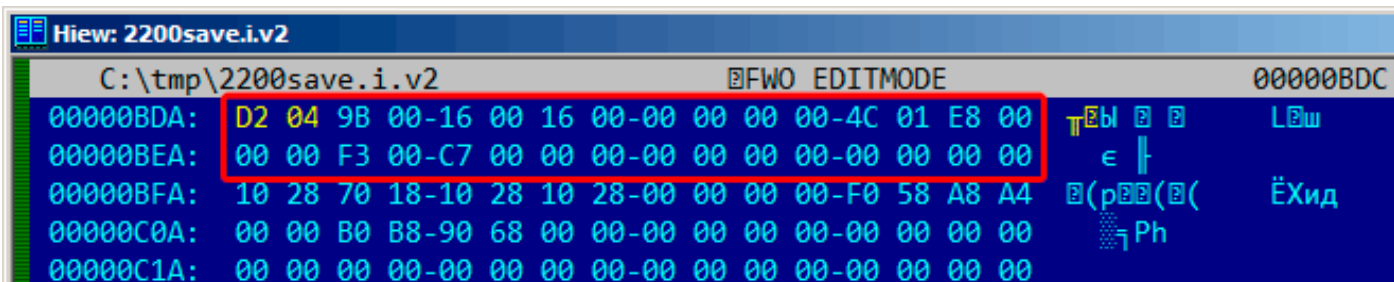 Hiew: 2200save.i.v2
C:\tmp\2200save.i.v2 FWO EDITMODE 00000BDC
00000BDA: D2 04 9B 00-16 00 16 00-00 00 00 00-4C 01 E8 00 ╥ Ы L ш
00000BEA: 00 00 F3 00-C7 00 00 00-00 00 00 00-00 00 00 00 є ╟
00000BFA: 10 28 70 18-10 28 10 28-00 00 00 00-F0 58 A8 A4 (p ( ( ЁXид
00000C0A: 00 00 B0 B8-90 68 00 00-00 00 00 00-00 00 00 00 ░╕Рh
00000C1A: 00 00 00 00-00 00 00 00-00 00 00 00-00 00 00 00